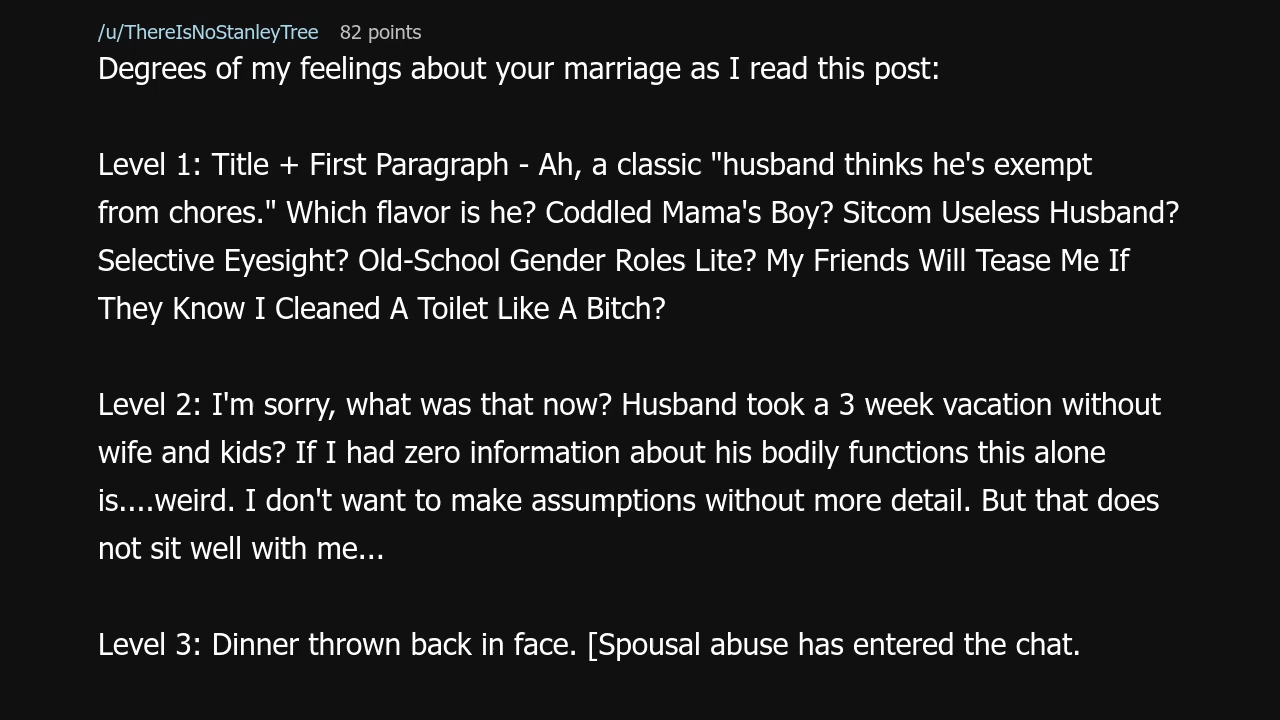 /u/ThereIsNoStanleyTree 82 points
Degrees of my feelings about your marriage as I read this post:
Level 1: Title + First Paragraph - Ah, a classic "husband thinks he's exempt
from chores." Which flavor is he? Coddled Mama's Boy? Sitcom Useless Husband?
Selective Eyesight? Old-School Gender Roles Lite? My Friends Will Tease Me If
They Know I Cleaned A Toilet Like A Bitch?
Level 2: I'm sorry, what was that now? Husband took a 3 week vacation without
wife and kids? If I had zero information about his bodily functions this alone
is....weird. I don't want to make assumptions without more detail. But that does
not sit well with me...
Level 3: Dinner thrown back in face. [Spousal abuse has entered the chat.